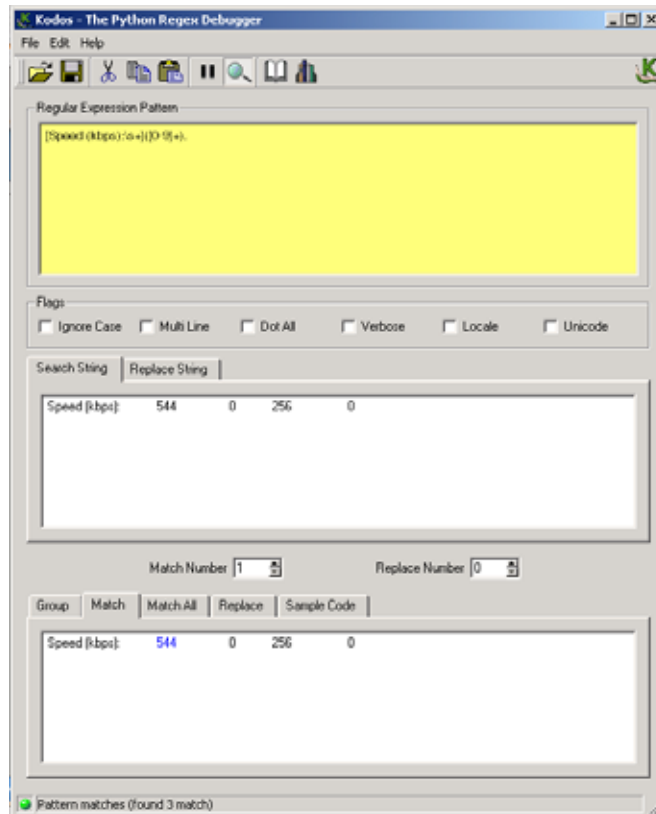 Kodos - The Python Regex Debugger
File Edit Help
Regular Expression Pattern
[Speed (kbps):\s+]([0-9]+).
Flags
Ignore Case Multi Line Dot All Verbose Locale Unicode
Search String Replace String
Speed (kbps): 544 0 256 0
Match Number 1 Replace Number 0
Group Match Match All Replace Sample Code
Speed (kbps): 544 0 256 0
Pattern matches (found 3 match)